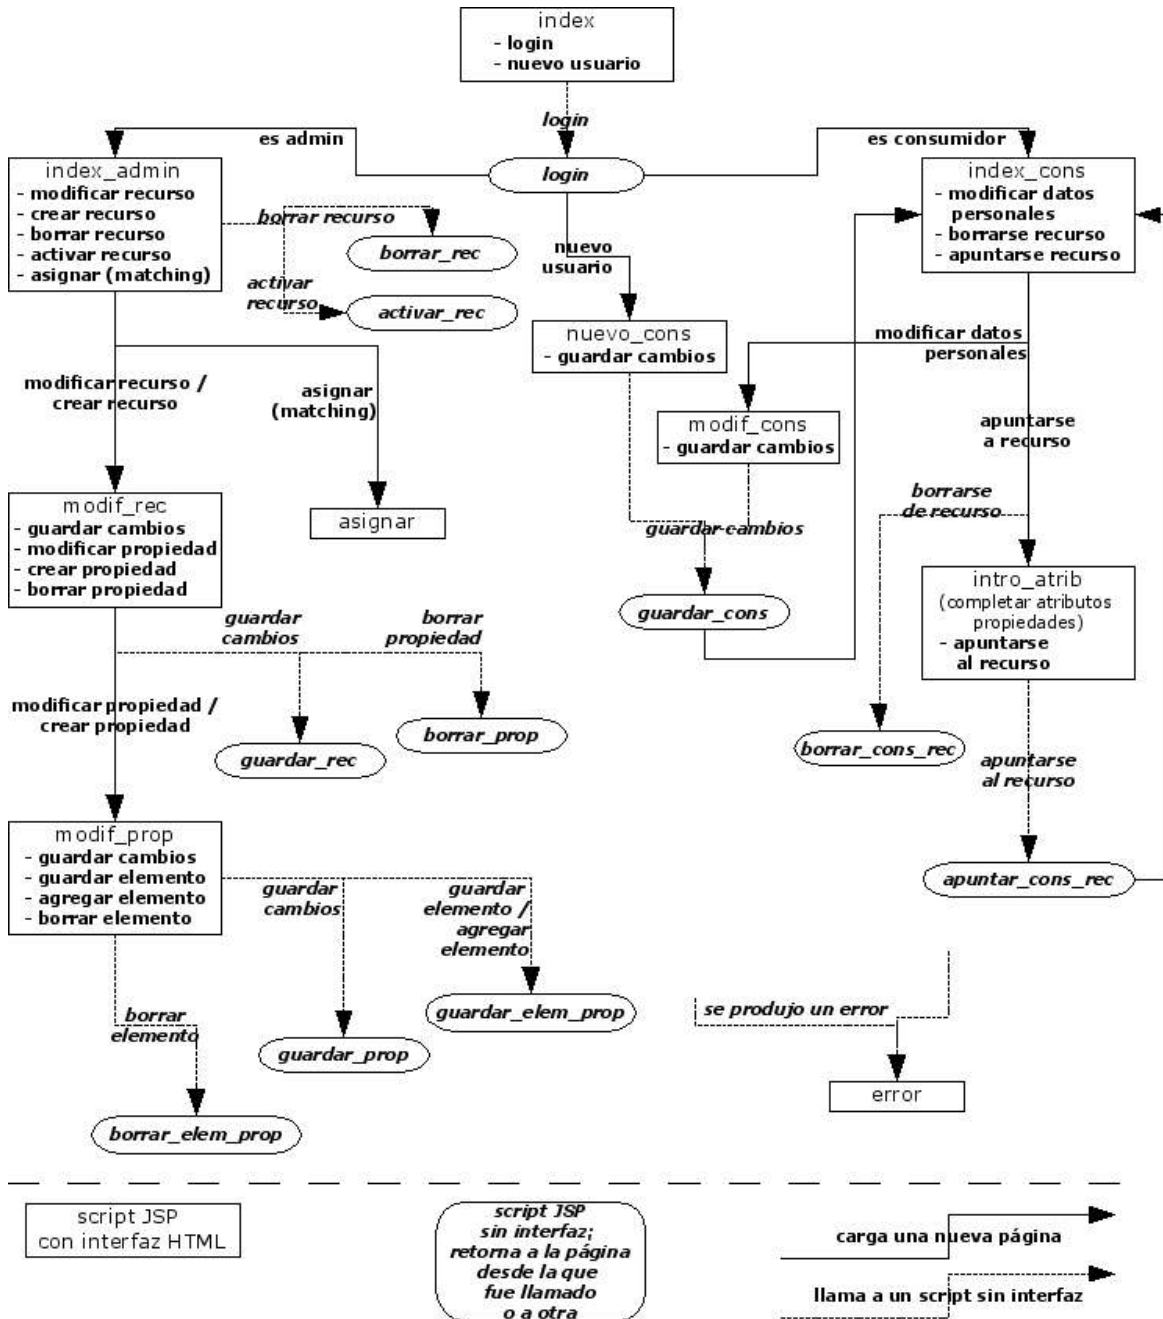 index
- login
- nuevo usuario
login
es admin
es consumidor
login
index_admin
- modificar recurso
- crear recurso
- borrar recurso
- activar recurso
- asignar (matching)
borrar recurso
borrar_rec
activar
recurso
activar_rec
nuevo
usuario
index_cons
- modificar datos
personales
- borrarse recurso
- apuntarse recurso
nuevo_cons
- guardar cambios
modificar datos
personales
modificar recurso /
crear recurso
asignar
(matching)
modif_cons
- guardar cambios
apuntarse
a recurso
modif_rec
- guardar cambios
- modificar propiedad
- crear propiedad
- borrar propiedad
asignar
guardar cambios
borrarse
de recurso
guardar_cons
intro_atrib
(completar atributos
propiedades)
- apuntarse
al recurso
guardar
cambios
borrar
propiedad
modificar propiedad /
crear propiedad
guardar_rec
borrar_prop
borrar_cons_rec
apuntarse
al recurso
modif_prop
- guardar cambios
- guardar elemento
- agregar elemento
- borrar elemento
guardar
cambios
guardar
elemento /
agregar
elemento
apuntar_cons_rec
borrar
elemento
guardar_prop
guardar_elem_prop
se produjo un error
error
borrar_elem_prop
script JSP
con interfaz HTML
script JSP
sin interfaz;
retorna a la página
desde la que
fue llamado
o a otra
carga una nueva página
llama a un script sin interfaz